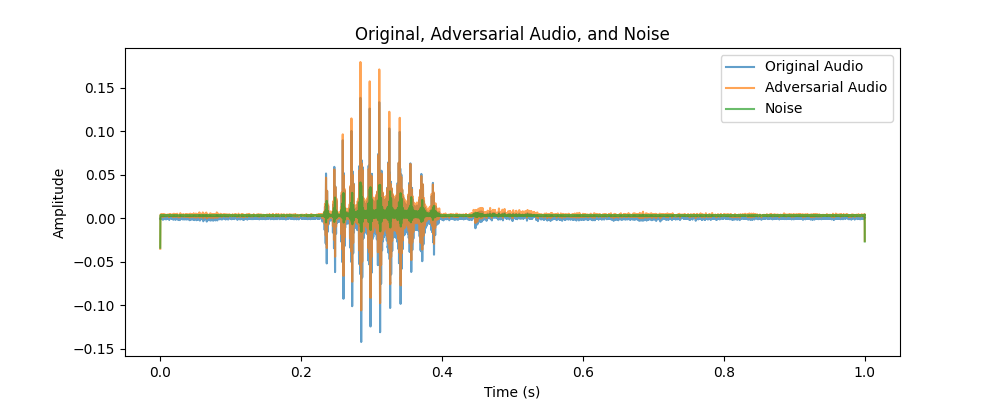 Original, Adversarial Audio, and Noise
Original Audio
Adversarial Audio
Noise
Amplitude
0.15
0.10
0.05
0.00
−0.05
−0.10
−0.15
0.0
0.2
0.4
0.6
0.8
1.0
Time (s)